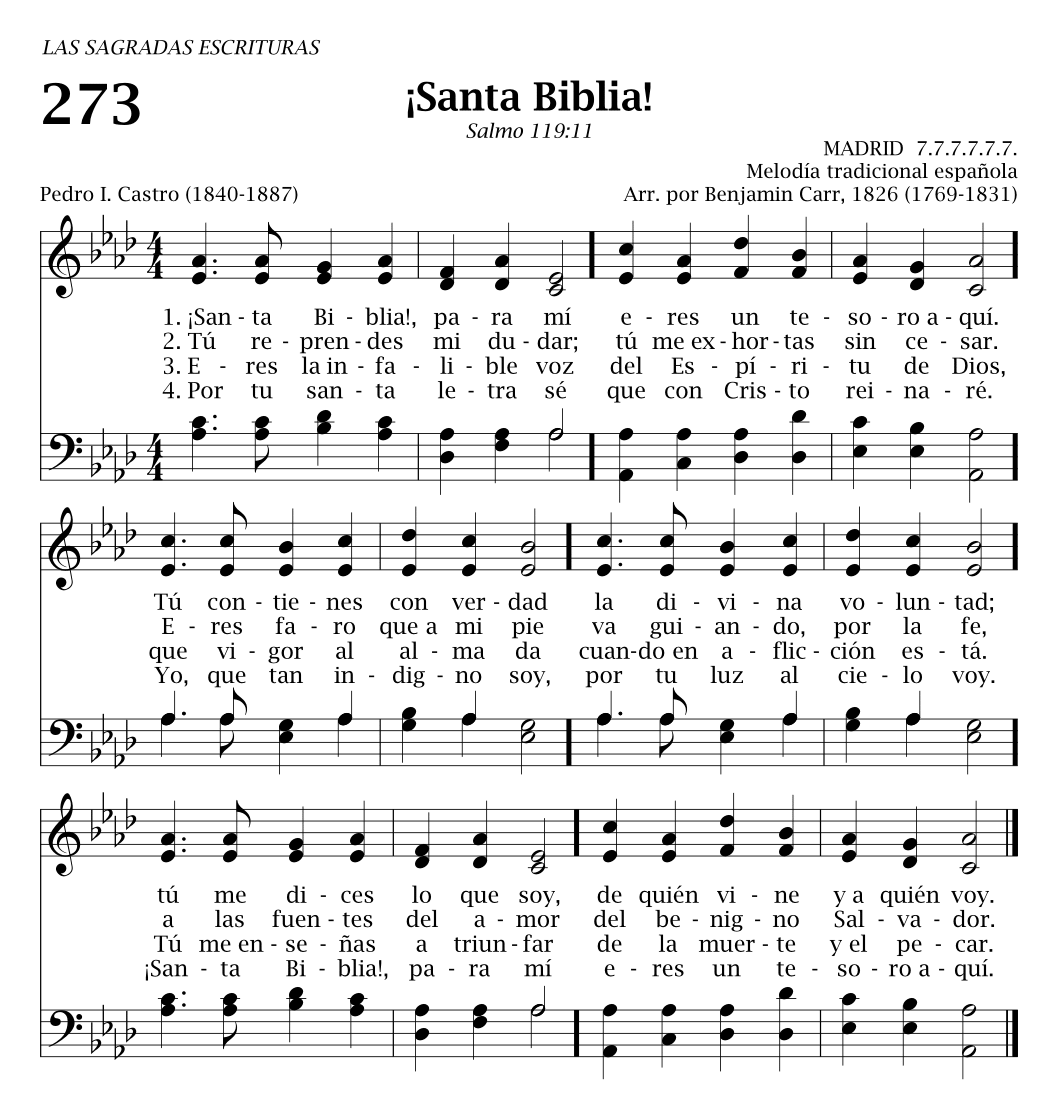 LAS SAGRADAS ESCRITURAS
273
¡Santa Biblia!
Salmo 119:11
MADRID 7.7.7.7.7.7.
Melodía tradicional española
Pedro I. Castro (1840-1887)
Arr. por Benjamin Carr, 1826 (1769-1831)
1. ¡San - ta Bi - blia!, pa - ra mí e - res un te - so - ro a - quí.
2. Tú re - pren - des mi du - dar; tú me ex - hor - tas sin ce - sar.
3. E - res la in - fa - li - ble voz del Es - pí - ri - tu de Dios,
4. Por tu san - ta le - tra sé que con Cris - to rei - na - ré.
Tú con - tie - nes con ver - dad la di - vi - na vo - lun - tad;
E - res fa - ro que a mi pie va gui - an - do, por la fe,
que vi - gor al al - ma da cuan-do en a - flic - ción es - tá.
Yo, que tan in - dig - no soy, por tu luz al cie - lo voy.
tú me di - ces lo que soy, de quién vi - ne y a quién voy.
a las fuen - tes del a - mor del be - nig - no Sal - va - dor.
Tú me en - se - ñas a triun - far de la muer - te y el pe - car.
¡San - ta Bi - blia!, pa - ra mí e - res un te - so - ro a - quí.